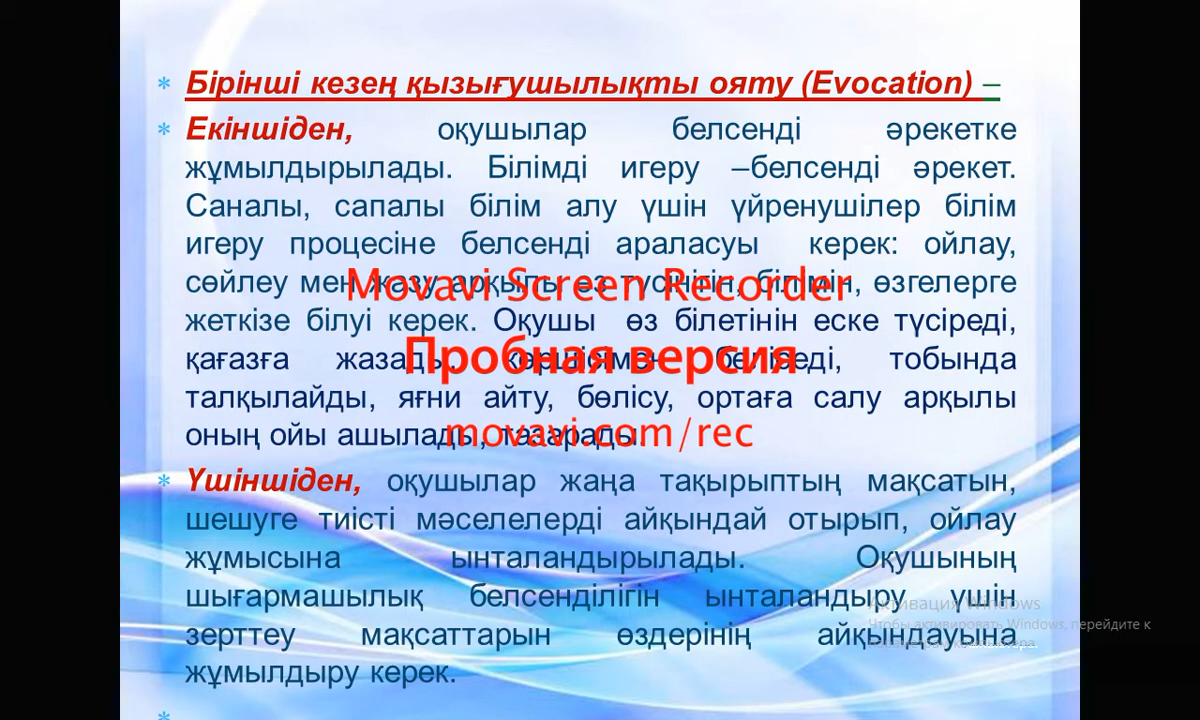 Бірінші кезең қызығушылықты ояту (Evocation) –
Екіншіден, оқушылар белсенді әрекетке
жұмылдырылады. Білімді игеру –белсенді әрекет.
Саналы, сапалы білім алу үшін үйренушілер білім
игеру процесіне белсенді араласуы керек: ойлау,
сөйлеу мен жазу арқылы өз түсінігін, білімін, өзгелерге
Movavi Screen Recorder
жеткізе білуі керек. Оқушы өз білетінін еске түсіреді,
қағазға жазады, көршісімен бөліседі, тобында
Пробная версия
талқылайды, яғни айту, бөлісу, ортаға салу арқылы
оның ойы ашылады, тазарады.
movavi.com/rec
Үшіншіден, оқушылар жаңа тақырыптың мақсатын,
шешуге тиісті мәселелерді айқындай отырып, ойлау
жұмысына ынталандырылады. Оқушының
шығармашылық белсенділігін ынталандыру үшін
Активация Windows
Чтобы активировать Windows, перейдите к
зерттеу мақсаттарын өздерінің айқындауына
жұмылдыру керек.